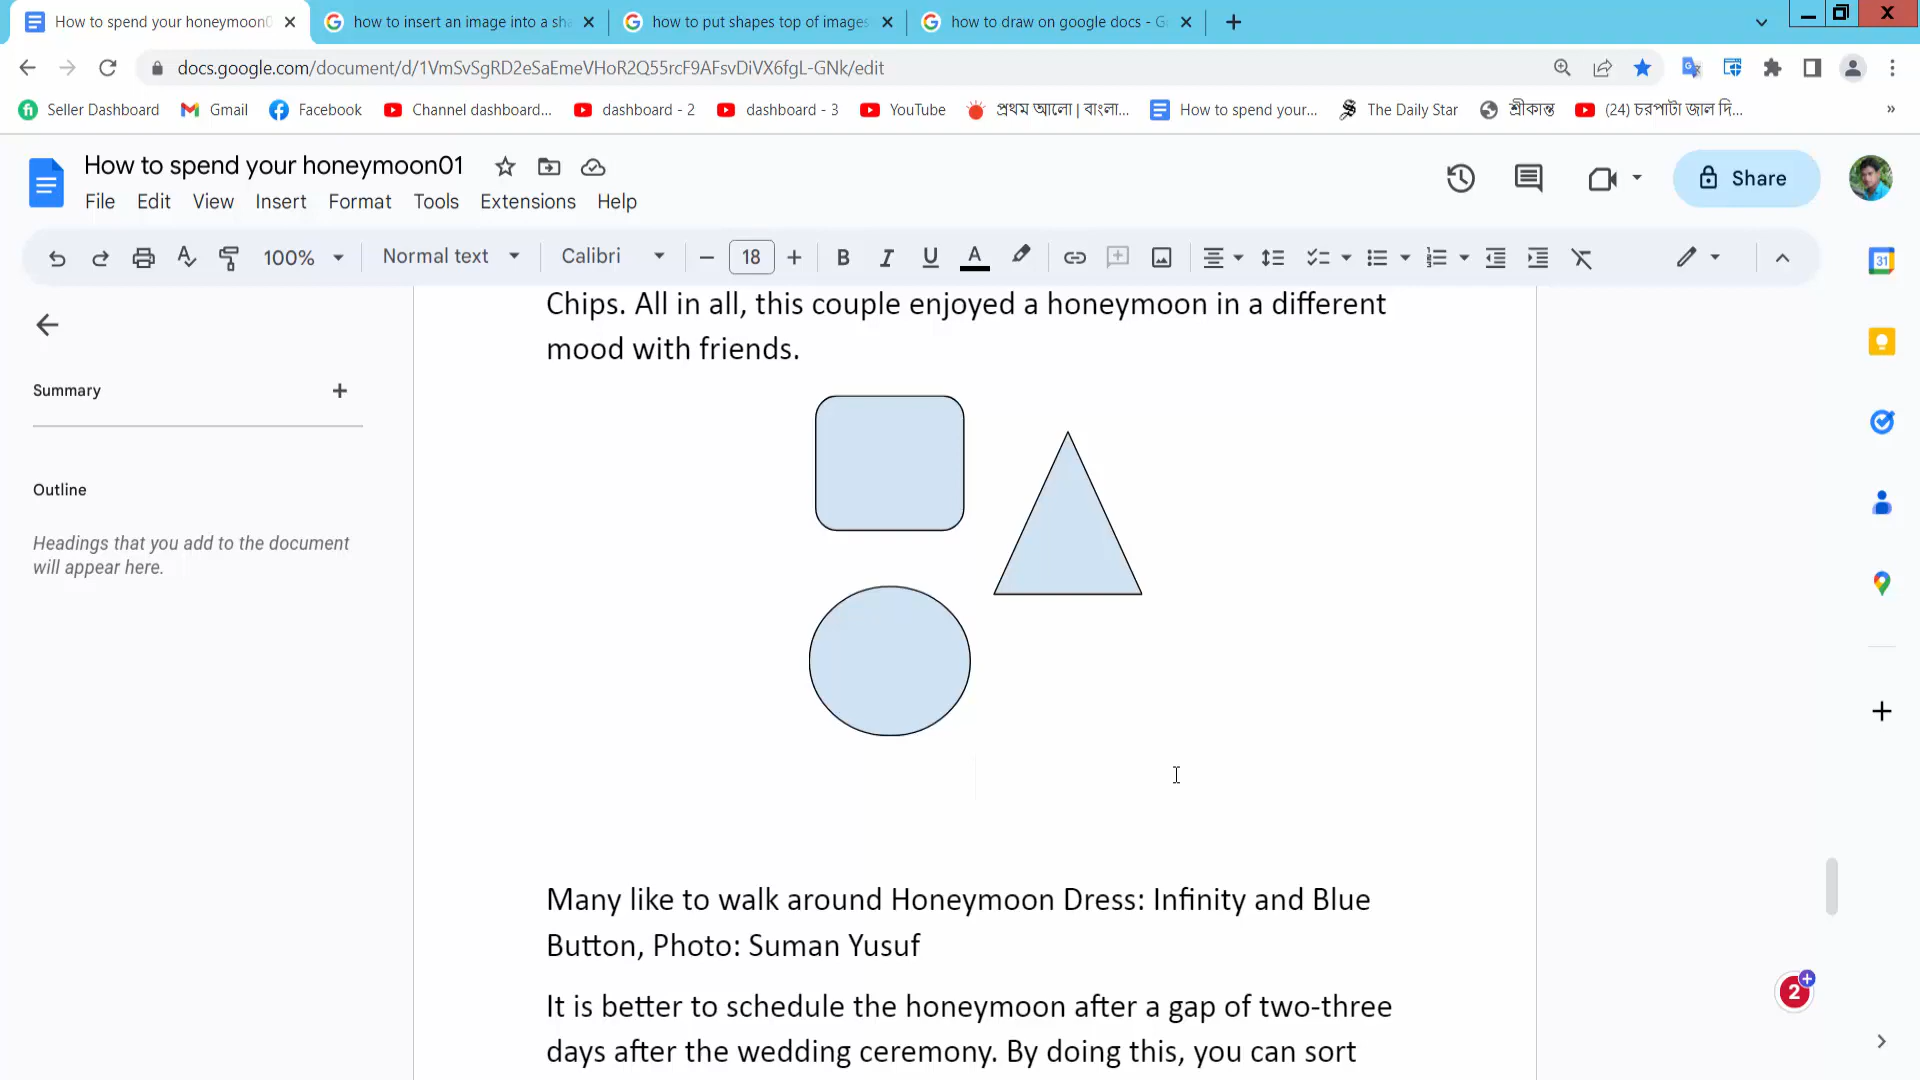 How to spend your honeymoon0
how to insert an image into a sha
how to put shapes top of images
how to draw on google docs - Go
docs.google.com/document/d/1VmSvSgRD2eSaEmeVHoR2Q55rcF9AFsvDiVX6fgL-GNk/edit
Seller Dashboard
Gmail
Facebook
Channel dashboard...
dashboard - 2
dashboard - 3
YouTube
প্রথম আলো | বাংলা...
How to spend your...
The Daily Star
শ্রীকান্ত
(24) চরপাটা জাল দি...
»
How to spend your honeymoon01
File Edit View Insert Format Tools Extensions Help
Share
100%
Normal text
Calibri
18
B I U A
31
Chips. All in all, this couple enjoyed a honeymoon in a different
mood with friends.
Summary
Outline
Headings that you add to the document
will appear here.
Many like to walk around Honeymoon Dress: Infinity and Blue
Button, Photo: Suman Yusuf
It is better to schedule the honeymoon after a gap of two-three
days after the wedding ceremony. By doing this, you can sort
2